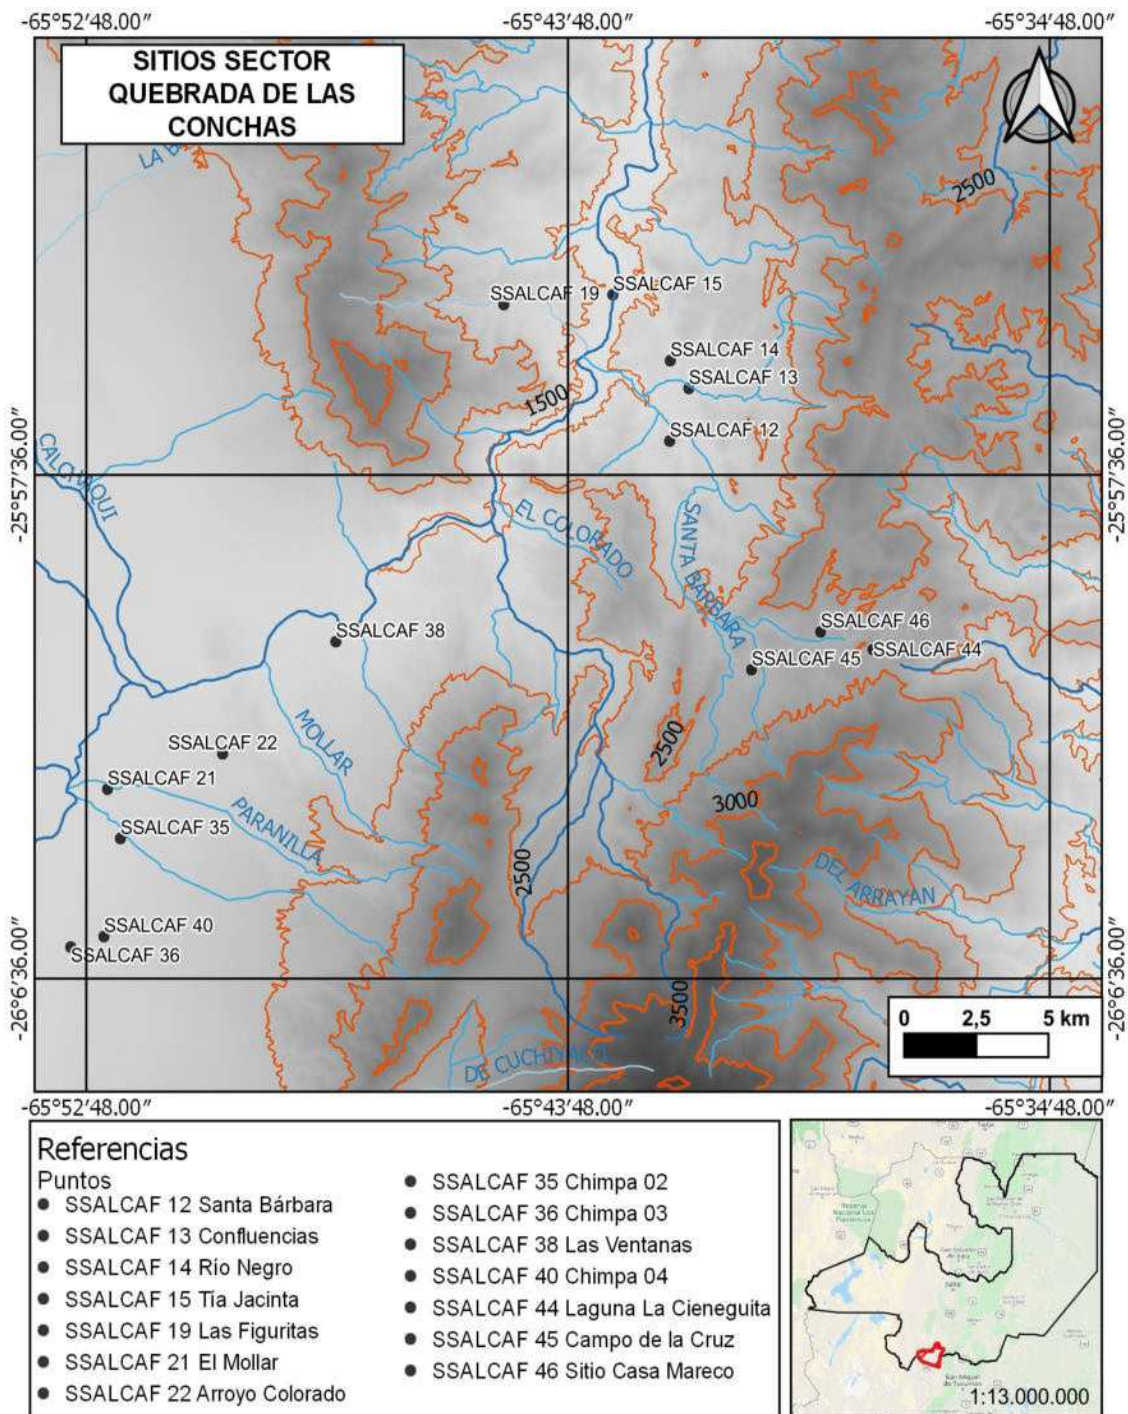 -65°52′48.00″
-65°43′48.00″
-65°34′48.00″
SITIOS SECTOR
QUEBRADA DE LAS
CONCHAS
2500
SSALCAF 19
SSALCAF 15
SSALCAF 14
SSALCAF 13
1500
SSALCAF 12
-25°57′36.00″
-25°57′36.00″
CALCHAQUI
EL COLORADO
SANTA BARBARA
SSALCAF 38
SSALCAF 46
SSALCAF 44
SSALCAF 45
MOLLAR
2500
SSALCAF 22
SSALCAF 21
3000
PARANILLA
SSALCAF 35
2500
DEL ARRAYAN
SSALCAF 40
SSALCAF 36
-26°6′36.00″
-26°6′36.00″
3500
0 2,5 5 km
DE CUCHIYACO
-65°52′48.00″
-65°43′48.00″
-65°34′48.00″
Referencias
Puntos
SSALCAF 12 Santa Bárbara
SSALCAF 13 Confluencias
SSALCAF 14 Río Negro
SSALCAF 15 Tía Jacinta
SSALCAF 19 Las Figuritas
SSALCAF 21 El Mollar
SSALCAF 22 Arroyo Colorado
SSALCAF 35 Chimpa 02
SSALCAF 36 Chimpa 03
SSALCAF 38 Las Ventanas
SSALCAF 40 Chimpa 04
SSALCAF 44 Laguna La Cieneguita
SSALCAF 45 Campo de la Cruz
SSALCAF 46 Sitio Casa Mareco
Salta
San Miguel
de Tucumán
1:13.000.000